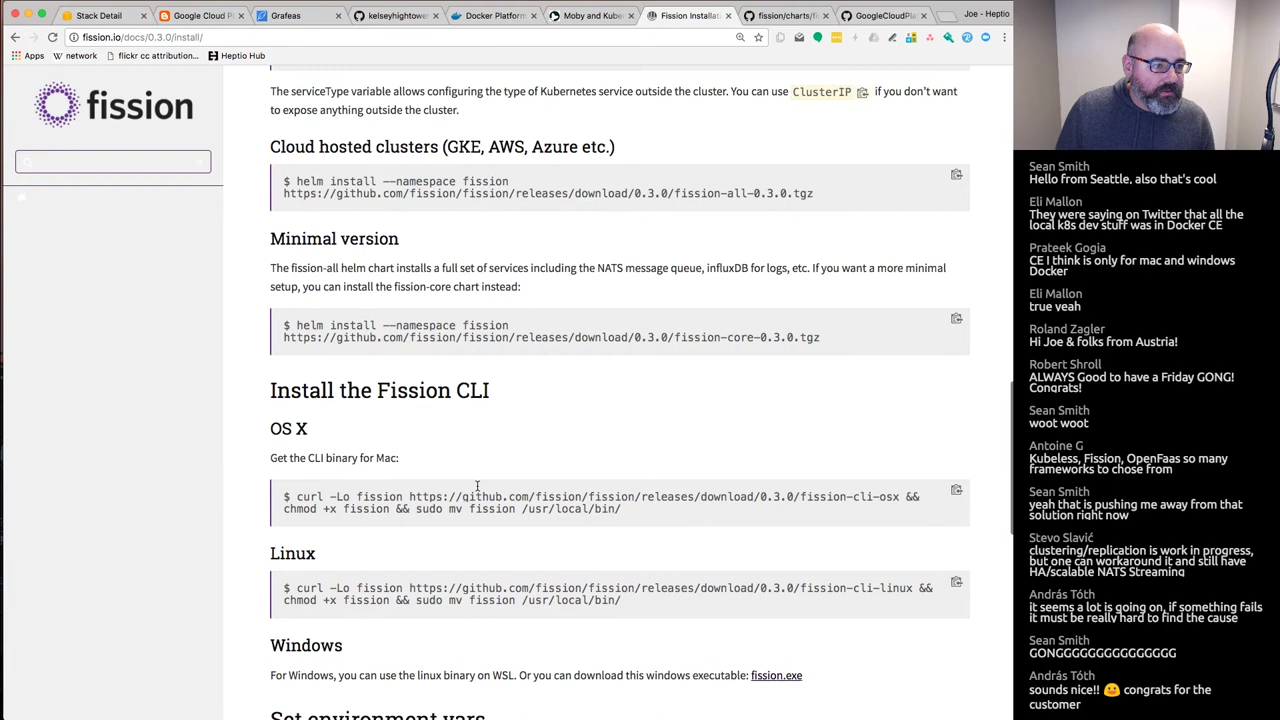 Stack Detail
Google Cloud P
Grafeas
kelseyhightower
Docker Platform
Moby and Kube
Fission Installa
fission/charts/f
GoogleCloudPla
Joe - Heptio
fission.io/docs/0.3.0/install/
Apps
network
flickr cc attribution...
Heptio Hub
fission
The serviceType variable allows configuring the type of Kubernetes service outside the cluster. You can use ClusterIP if you don't want
to expose anything outside the cluster.
Cloud hosted clusters (GKE, AWS, Azure etc.)
$ helm install --namespace fission
https://github.com/fission/fission/releases/download/0.3.0/fission-all-0.3.0.tgz
Minimal version
The fission-all helm chart installs a full set of services including the NATS message queue, influxDB for logs, etc. If you want a more minimal
setup, you can install the fission-core chart instead:
$ helm install --namespace fission
https://github.com/fission/fission/releases/download/0.3.0/fission-core-0.3.0.tgz
Install the Fission CLI
OS X
Get the CLI binary for Mac:
$ curl -Lo fission https://github.com/fission/fission/releases/download/0.3.0/fission-cli-osx &&
chmod +x fission && sudo mv fission /usr/local/bin/
Linux
$ curl -Lo fission https://github.com/fission/fission/releases/download/0.3.0/fission-cli-linux &&
chmod +x fission && sudo mv fission /usr/local/bin/
Windows
For Windows, you can use the linux binary on WSL. Or you can download this windows executable: fission.exe
Set environment vars
Sean Smith
Hello from Seattle, also that's cool
Eli Mallon
They were saying on Twitter that all the
local k8s dev stuff was in Docker CE
Prateek Gogia
CE I think is only for mac and windows
Docker
Eli Mallon
true yeah
Roland Zagler
Hi Joe & folks from Austria!
Robert Shroll
ALWAYS Good to have a Friday GONG!
Congrats!
Sean Smith
woot woot
Antoine G
Kubeless, Fission, OpenFaas so many
frameworks to chose from
Sean Smith
yeah that is pushing me away from that
solution right now
Stevo Slavić
clustering/replication is work in progress,
but one can workaround it and still have
HA/scalable NATS Streaming
András Tóth
it seems a lot is going on, if something fails
it must be really hard to find the cause
Sean Smith
GONGGGGGGGGGGGGGG
András Tóth
sounds nice!! 🙂 congrats for the
customer